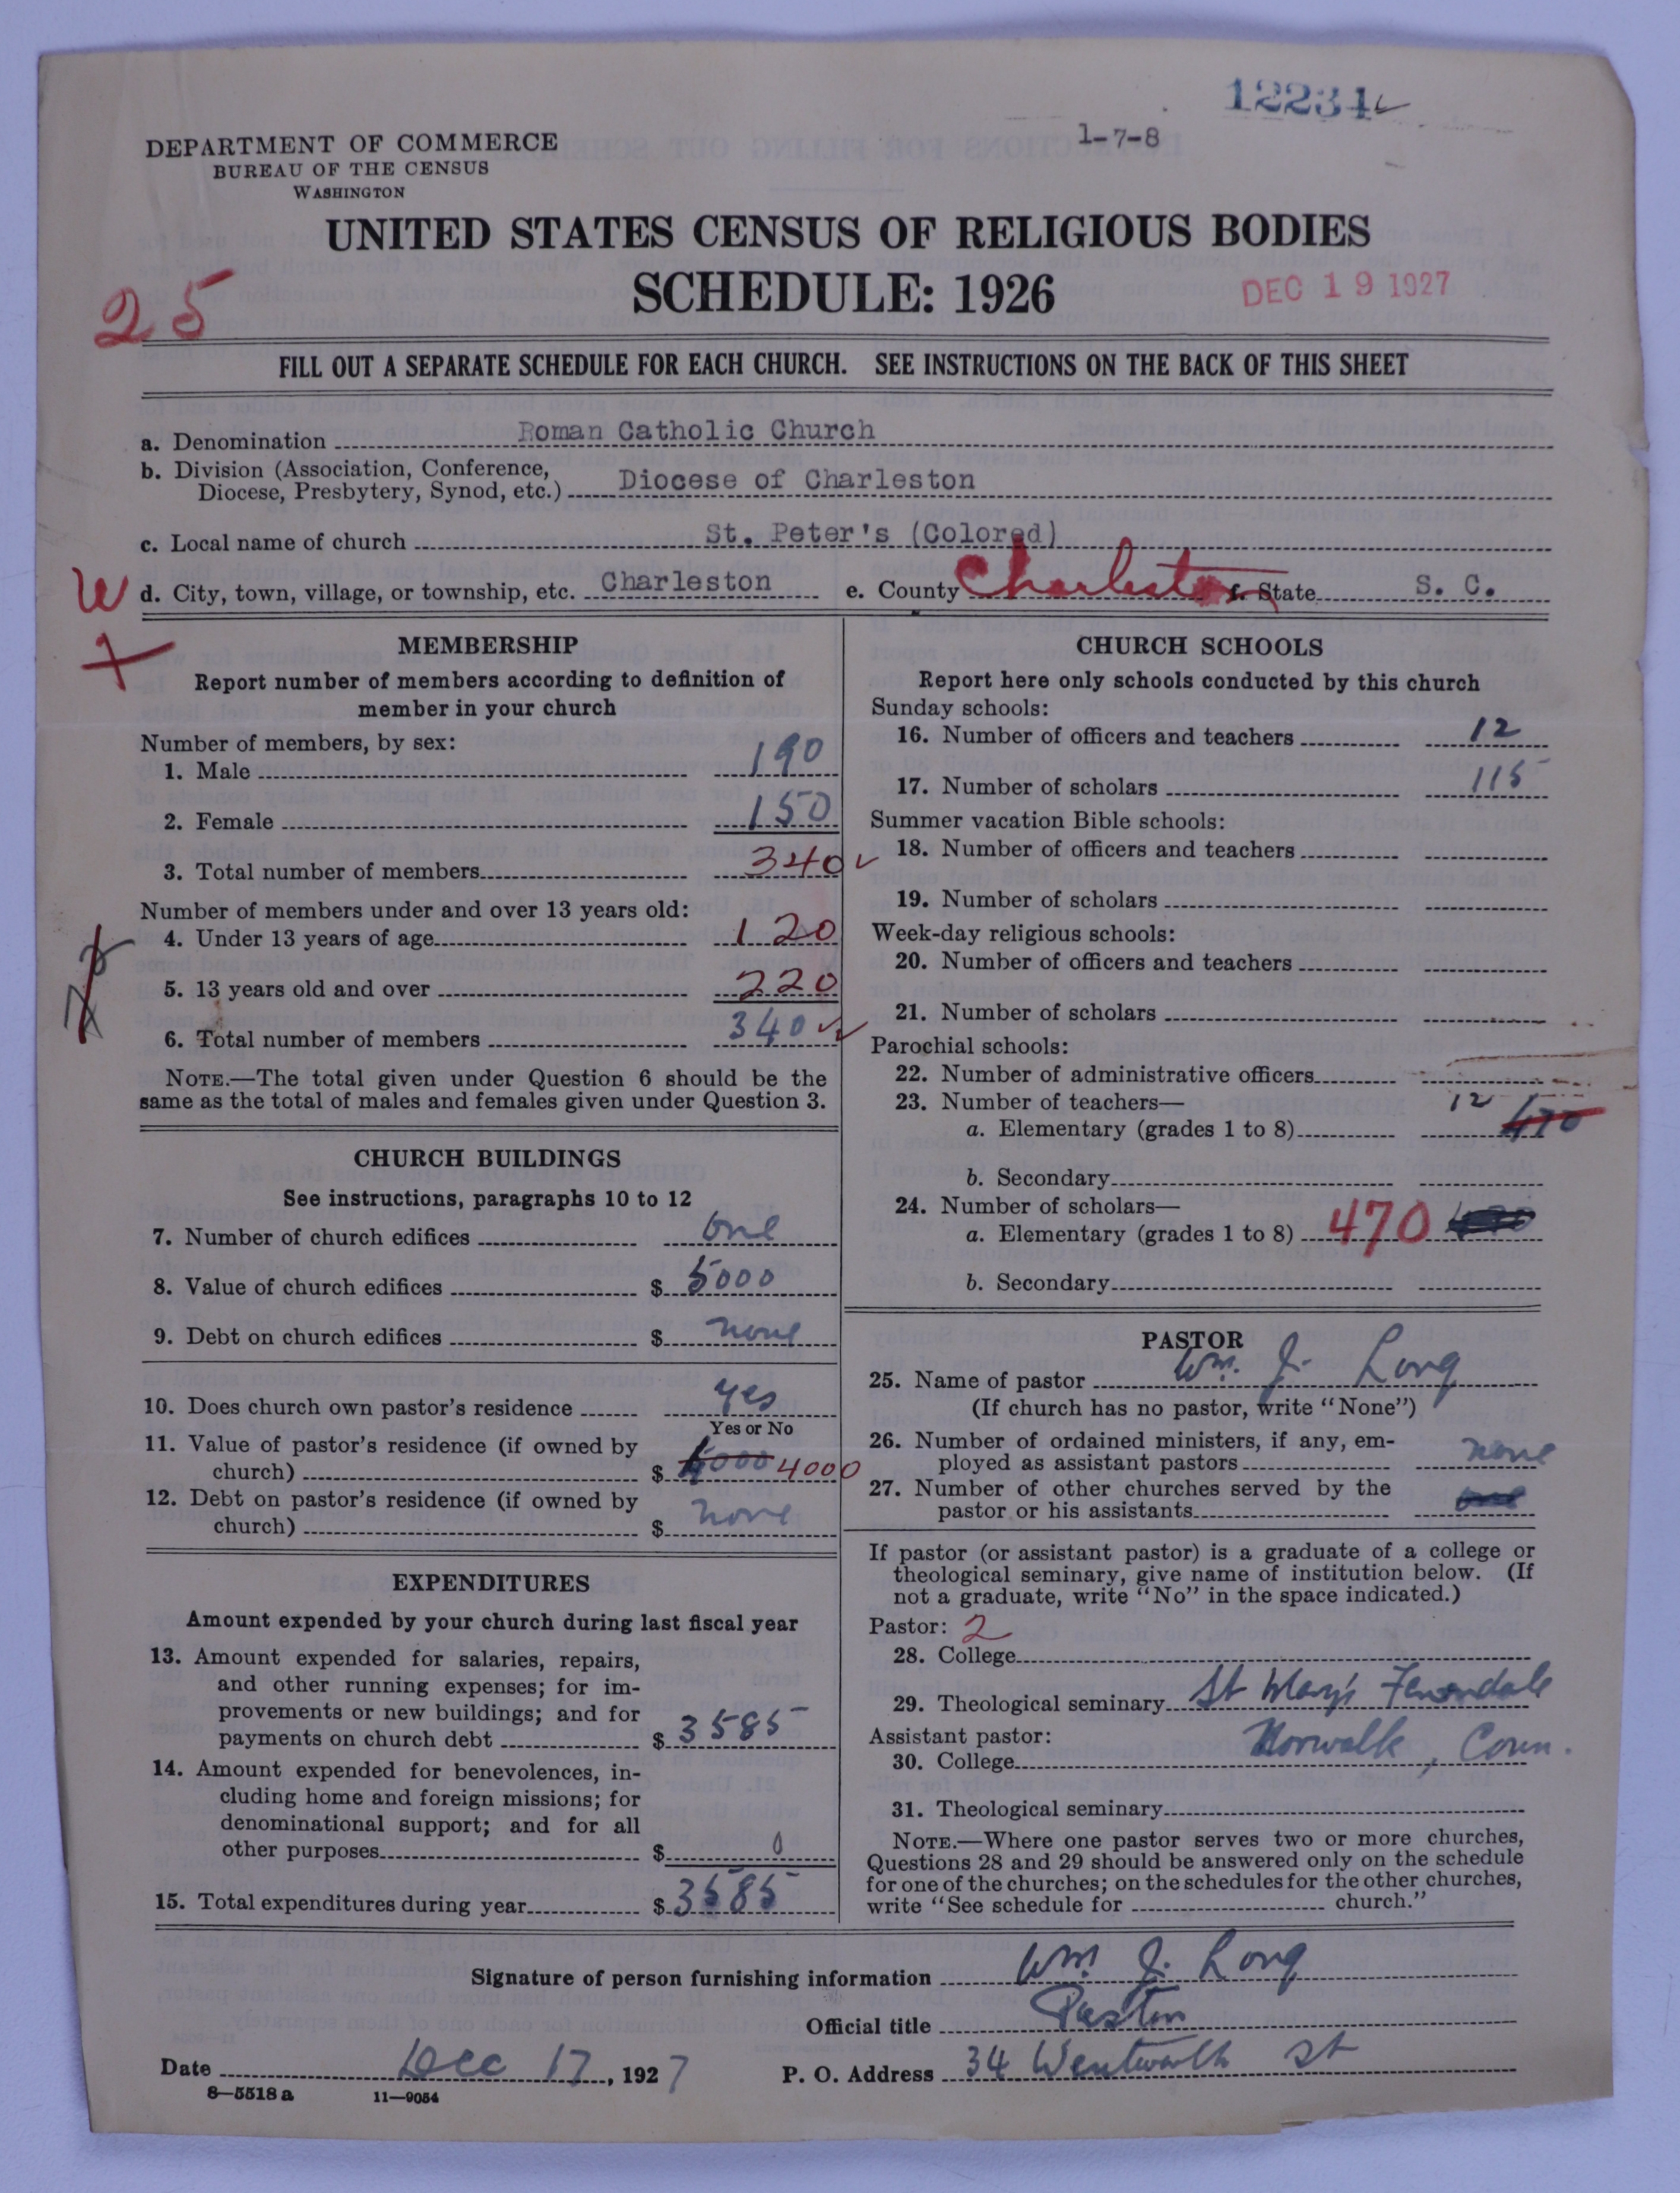 12234
1-7-8
DEPARTMENT OF COMMERCE
BUREAU OF THE CENSUS
WASHINGTON
UNITED STATES CENSUS OF RELIGIOUS BODIES
SCHEDULE: 1926
DEC 19 1927
25
FILL OUT A SEPARATE SCHEDULE FOR EACH CHURCH. SEE INSTRUCTIONS ON THE BACK OF THIS SHEET
a. Denomination Roman Catholic Church
b. Division (Association, Conference,
Diocese, Presbytery, Synod, etc.) Diocese of Charleston
c. Local name of church St. Peter's (Colored)
W d. City, town, village, or township, etc. Charleston e. County Charleston f. State S. C.
MEMBERSHIP
Report number of members according to definition of
member in your church
Number of members, by sex:
1. Male 190
2. Female 150
3. Total number of members 340
Number of members under and over 13 years old:
4. Under 13 years of age 120
5. 13 years old and over 220
6. Total number of members 340
NOTE.—The total given under Question 6 should be the
same as the total of males and females given under Question 3.
CHURCH BUILDINGS
See instructions, paragraphs 10 to 12
7. Number of church edifices one
8. Value of church edifices $ 5000
9. Debt on church edifices $ none
10. Does church own pastor's residence yes
Yes or No
11. Value of pastor's residence (if owned by
church) $ 4000
12. Debt on pastor's residence (if owned by
church) $ none
EXPENDITURES
Amount expended by your church during last fiscal year
13. Amount expended for salaries, repairs,
and other running expenses; for im-
provements or new buildings; and for
payments on church debt $ 3585
14. Amount expended for benevolences, in-
cluding home and foreign missions; for
denominational support; and for all
other purposes $ 0
15. Total expenditures during year $ 3585
CHURCH SCHOOLS
Report here only schools conducted by this church
Sunday schools:
16. Number of officers and teachers 12
17. Number of scholars 115
Summer vacation Bible schools:
18. Number of officers and teachers
19. Number of scholars
Week-day religious schools:
20. Number of officers and teachers
21. Number of scholars
Parochial schools:
22. Number of administrative officers
23. Number of teachers—
a. Elementary (grades 1 to 8) 12 470
b. Secondary
24. Number of scholars—
a. Elementary (grades 1 to 8) 470
b. Secondary
PASTOR
25. Name of pastor Wm. J. Long
(If church has no pastor, write "None")
26. Number of ordained ministers, if any, em-
ployed as assistant pastors none
27. Number of other churches served by the
pastor or his assistants
If pastor (or assistant pastor) is a graduate of a college or
theological seminary, give name of institution below. (If
not a graduate, write "No" in the space indicated.)
Pastor: 2
28. College
29. Theological seminary St Mary's Ferndale
Assistant pastor: Norwalk, Conn.
30. College
31. Theological seminary
NOTE.—Where one pastor serves two or more churches,
Questions 28 and 29 should be answered only on the schedule
for one of the churches; on the schedules for the other churches,
write "See schedule for church."
Signature of person furnishing information Wm. J. Long
Official title Pastor
Date Dec 17, 1927 P. O. Address 34 Wentworth St
8—5518 a 11—9054